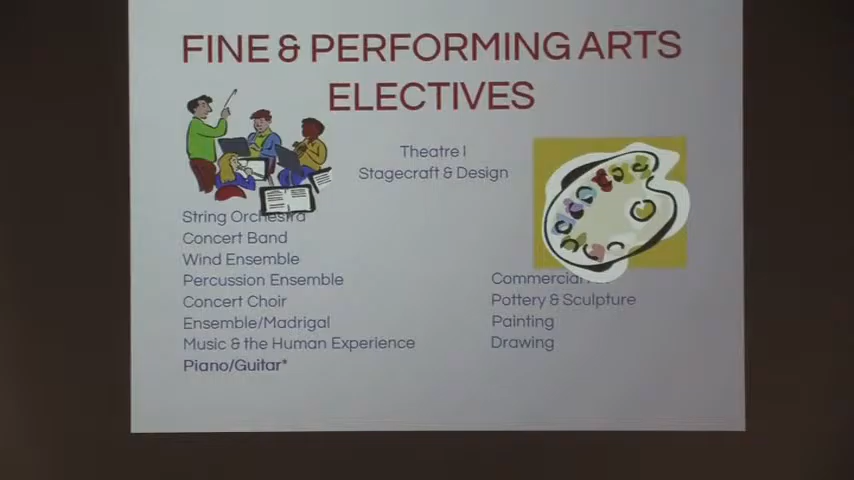 FINE & PERFORMING ARTS
ELECTIVES
Theatre I
Stagecraft & Design
String Orchestra
Concert Band
Wind Ensemble
Percussion Ensemble
Concert Choir
Ensemble/Madrigal
Music & the Human Experience
Piano/Guitar*
Commercial
Pottery & Sculpture
Painting
Drawing